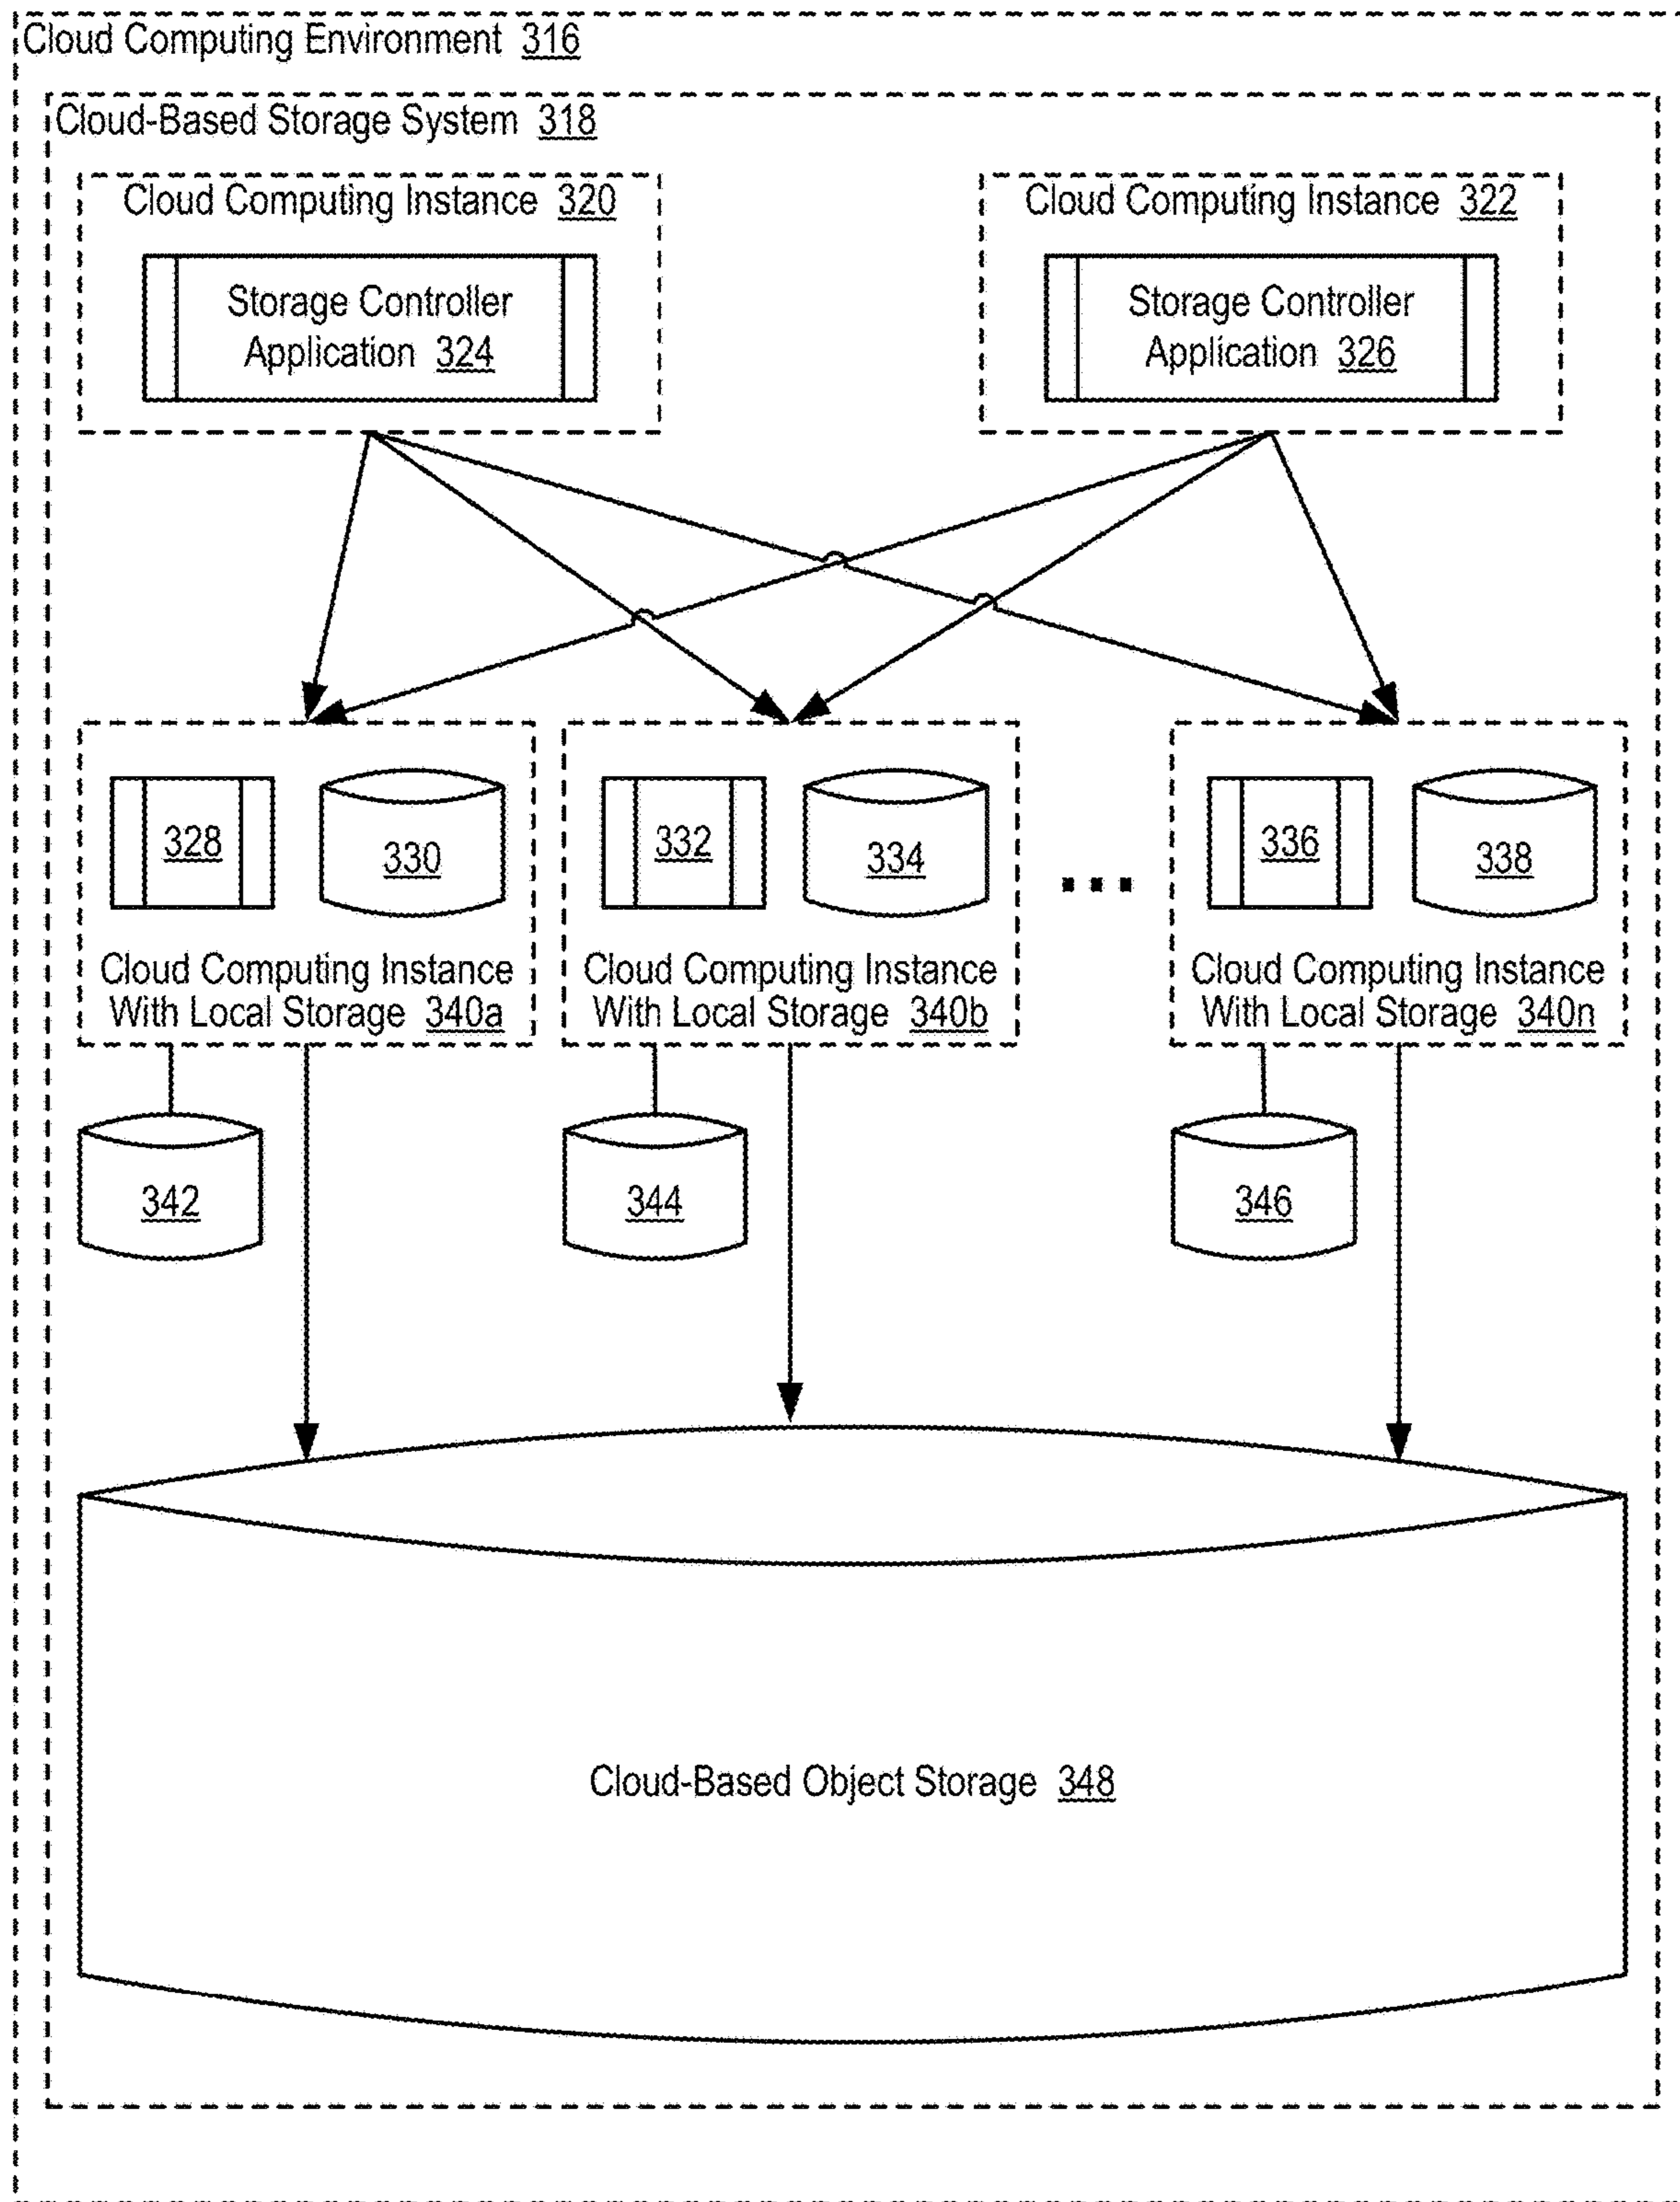 Cloud Computing Environment 316
Cloud-Based Storage System 318
Cloud Computing Instance 320
Storage Controller
Application 324
Cloud Computing Instance 322
Storage Controller
Application 326
328
330
Cloud Computing Instance
With Local Storage 340a
332
334
Cloud Computing Instance
With Local Storage 340b
...
336
338
Cloud Computing Instance
With Local Storage 340n
342
344
346
Cloud-Based Object Storage 348